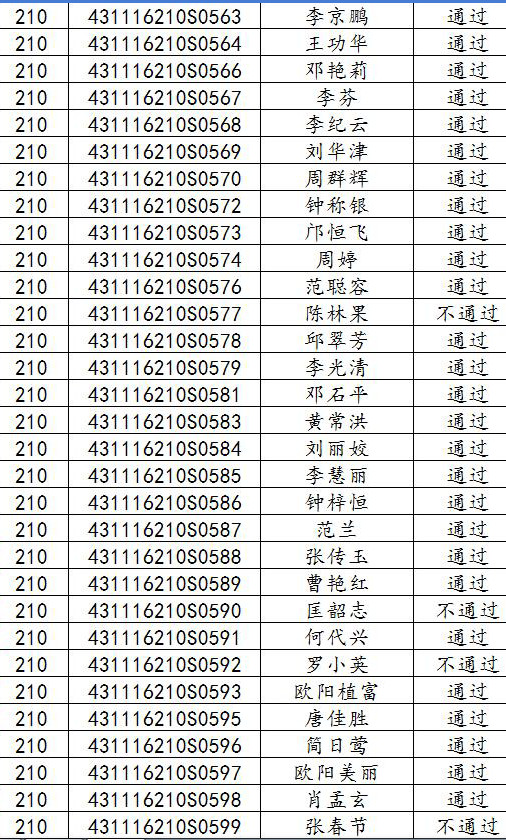 210 431116210S0563 李京鹏 通过
210 431116210S0564 王功华 通过
210 431116210S0566 邓艳莉 通过
210 431116210S0567 李芬 通过
210 431116210S0568 李纪云 通过
210 431116210S0569 刘华津 通过
210 431116210S0570 周群辉 通过
210 431116210S0572 钟称银 通过
210 431116210S0573 邝恒飞 通过
210 431116210S0574 周婷 通过
210 431116210S0576 范聪容 通过
210 431116210S0577 陈林果 不通过
210 431116210S0578 邱翠芳 通过
210 431116210S0579 李光清 通过
210 431116210S0581 邓石平 通过
210 431116210S0583 黄常洪 通过
210 431116210S0584 刘丽姣 通过
210 431116210S0585 李慧丽 通过
210 431116210S0586 钟梓恒 通过
210 431116210S0587 范兰 通过
210 431116210S0588 张传玉 通过
210 431116210S0589 曹艳红 通过
210 431116210S0590 匡韶志 不通过
210 431116210S0591 何代兴 通过
210 431116210S0592 罗小英 不通过
210 431116210S0593 欧阳植富 通过
210 431116210S0595 唐佳胜 通过
210 431116210S0596 简日莺 通过
210 431116210S0597 欧阳美丽 通过
210 431116210S0598 肖孟玄 通过
210 431116210S0599 张春节 不通过